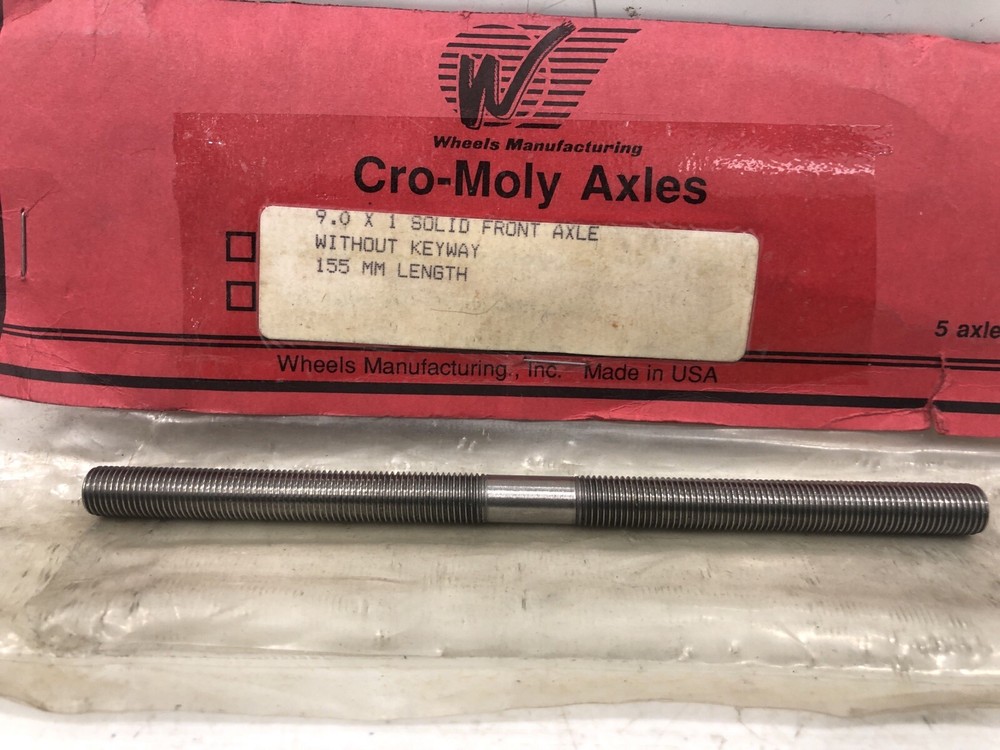 W
Wheels Manufacturing
Cro-Moly Axles
9.0 X 1 SOLID FRONT AXLE
WITHOUT KEYWAY
155 MM LENGTH
5 axle
Wheels Manufacturing, Inc. Made in USA